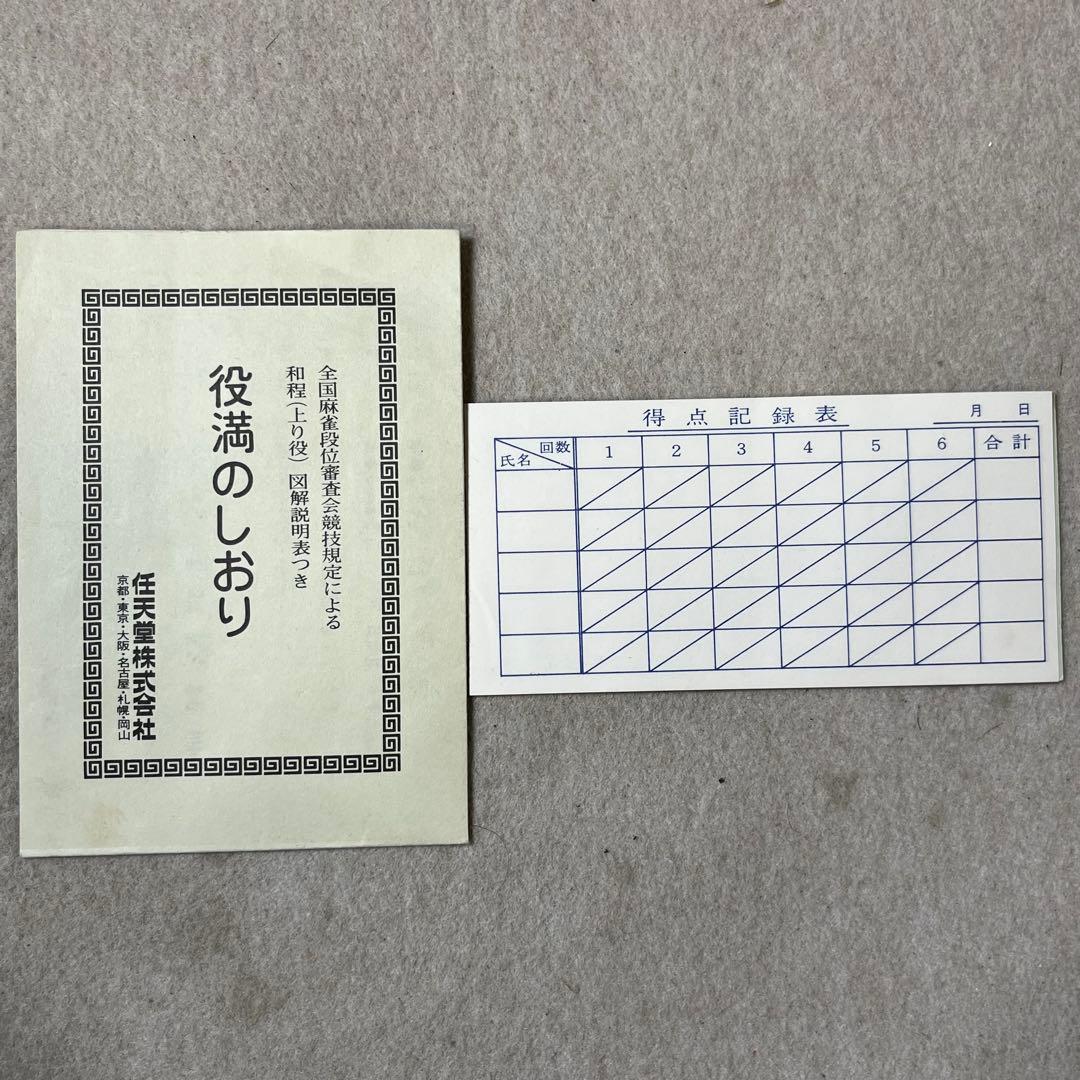 全国麻雀段位審査会競技規定による
和程(上り役) 図解説明表つき
役満のしおり
任天堂株式会社
京都・東京・大阪・名古屋・札幌・岡山
得点記録表
月 日
回数 氏名 1 2 3 4 5 6 合計